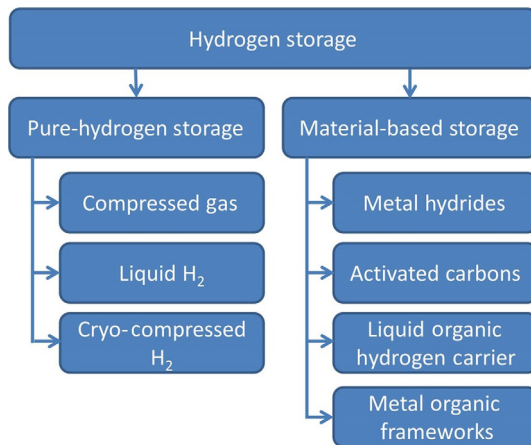 Hydrogen storage
Pure-hydrogen storage
Compressed gas
Liquid H₂
Cryo-compressed
H₂
Material-based storage
Metal hydrides
Activated carbons
Liquid organic
hydrogen carrier
Metal organic
frameworks